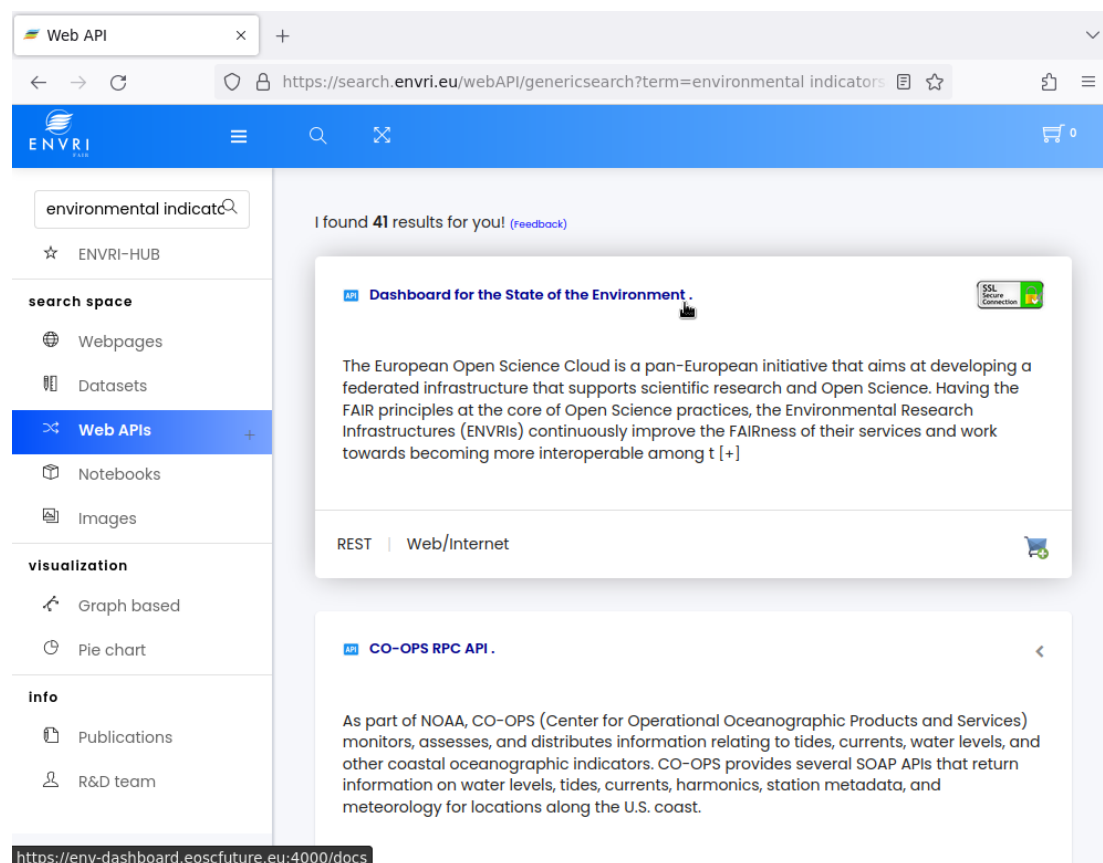 Web API
https://search.envri.eu/webAPI/genericsearch?term=environmental indicators
ENVRI
FAIR
0
environmental indicatc
ENVRI-HUB
search space
Webpages
Datasets
Web APIs
+
Notebooks
Images
visualization
Graph based
Pie chart
info
Publications
R&D team
I found 41 results for you! (Feedback)
API Dashboard for the State of the Environment .
SSL
Secure
Connection
The European Open Science Cloud is a pan-European initiative that aims at developing a
federated infrastructure that supports scientific research and Open Science. Having the
FAIR principles at the core of Open Science practices, the Environmental Research
Infrastructures (ENVRIs) continuously improve the FAIRness of their services and work
towards becoming more interoperable among t [+]
REST | Web/Internet
API CO-OPS RPC API .
As part of NOAA, CO-OPS (Center for Operational Oceanographic Products and Services)
monitors, assesses, and distributes information relating to tides, currents, water levels, and
other coastal oceanographic indicators. CO-OPS provides several SOAP APIs that return
information on water levels, tides, currents, harmonics, station metadata, and
meteorology for locations along the U.S. coast.
https://env-dashboard.eoscfuture.eu:4000/docs